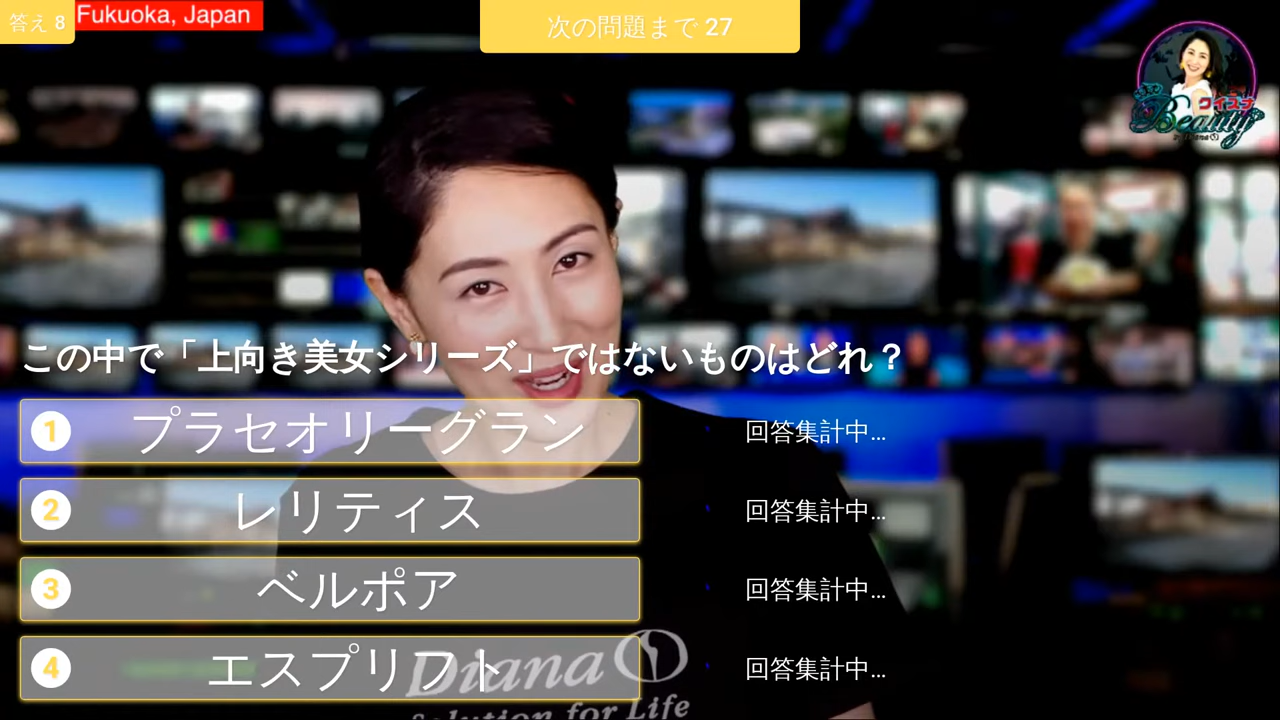 答え 8
Fukuoka, Japan
次の問題まで 27
クイズナ
Beauty
この中で「上向き美女シリーズ」ではないものはどれ？
1 プラセオリーグラン 回答集計中...
2 レリティス 回答集計中...
3 ベルポア 回答集計中...
4 エスプリフト 回答集計中...
Diana
Solution for Life